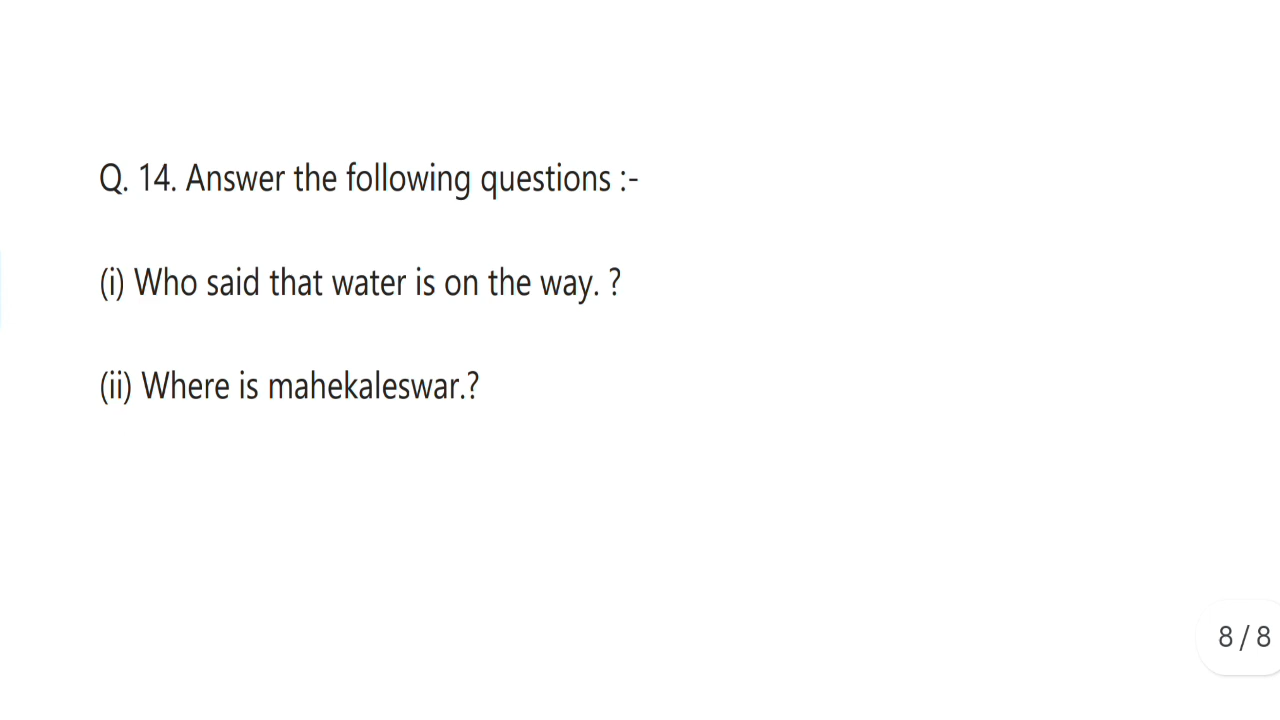 Q. 14. Answer the following questions :-
(i) Who said that water is on the way. ?
(ii) Where is mahekaleswar.?
8 / 8